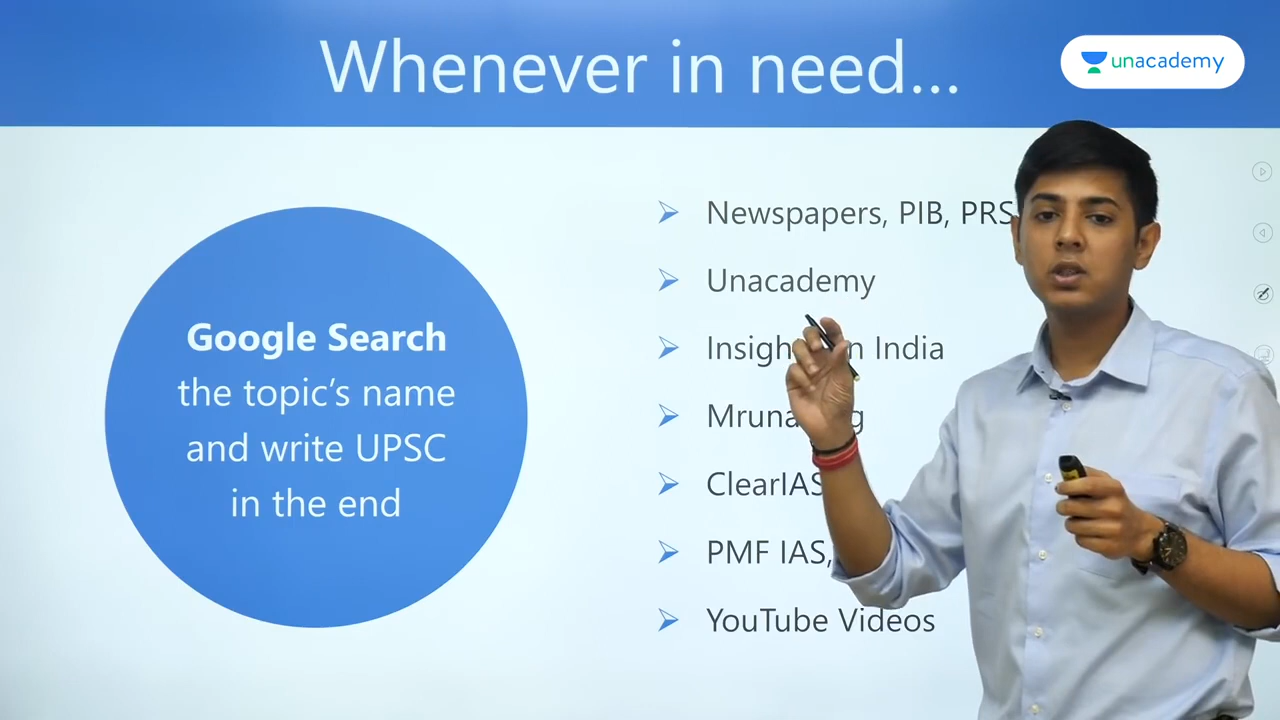 Whenever in need...
unacademy
Google Search
the topic's name
and write UPSC
in the end
Newspapers, PIB, PRS
Unacademy
India
ClearIAS
PMF IAS,
YouTube Videos